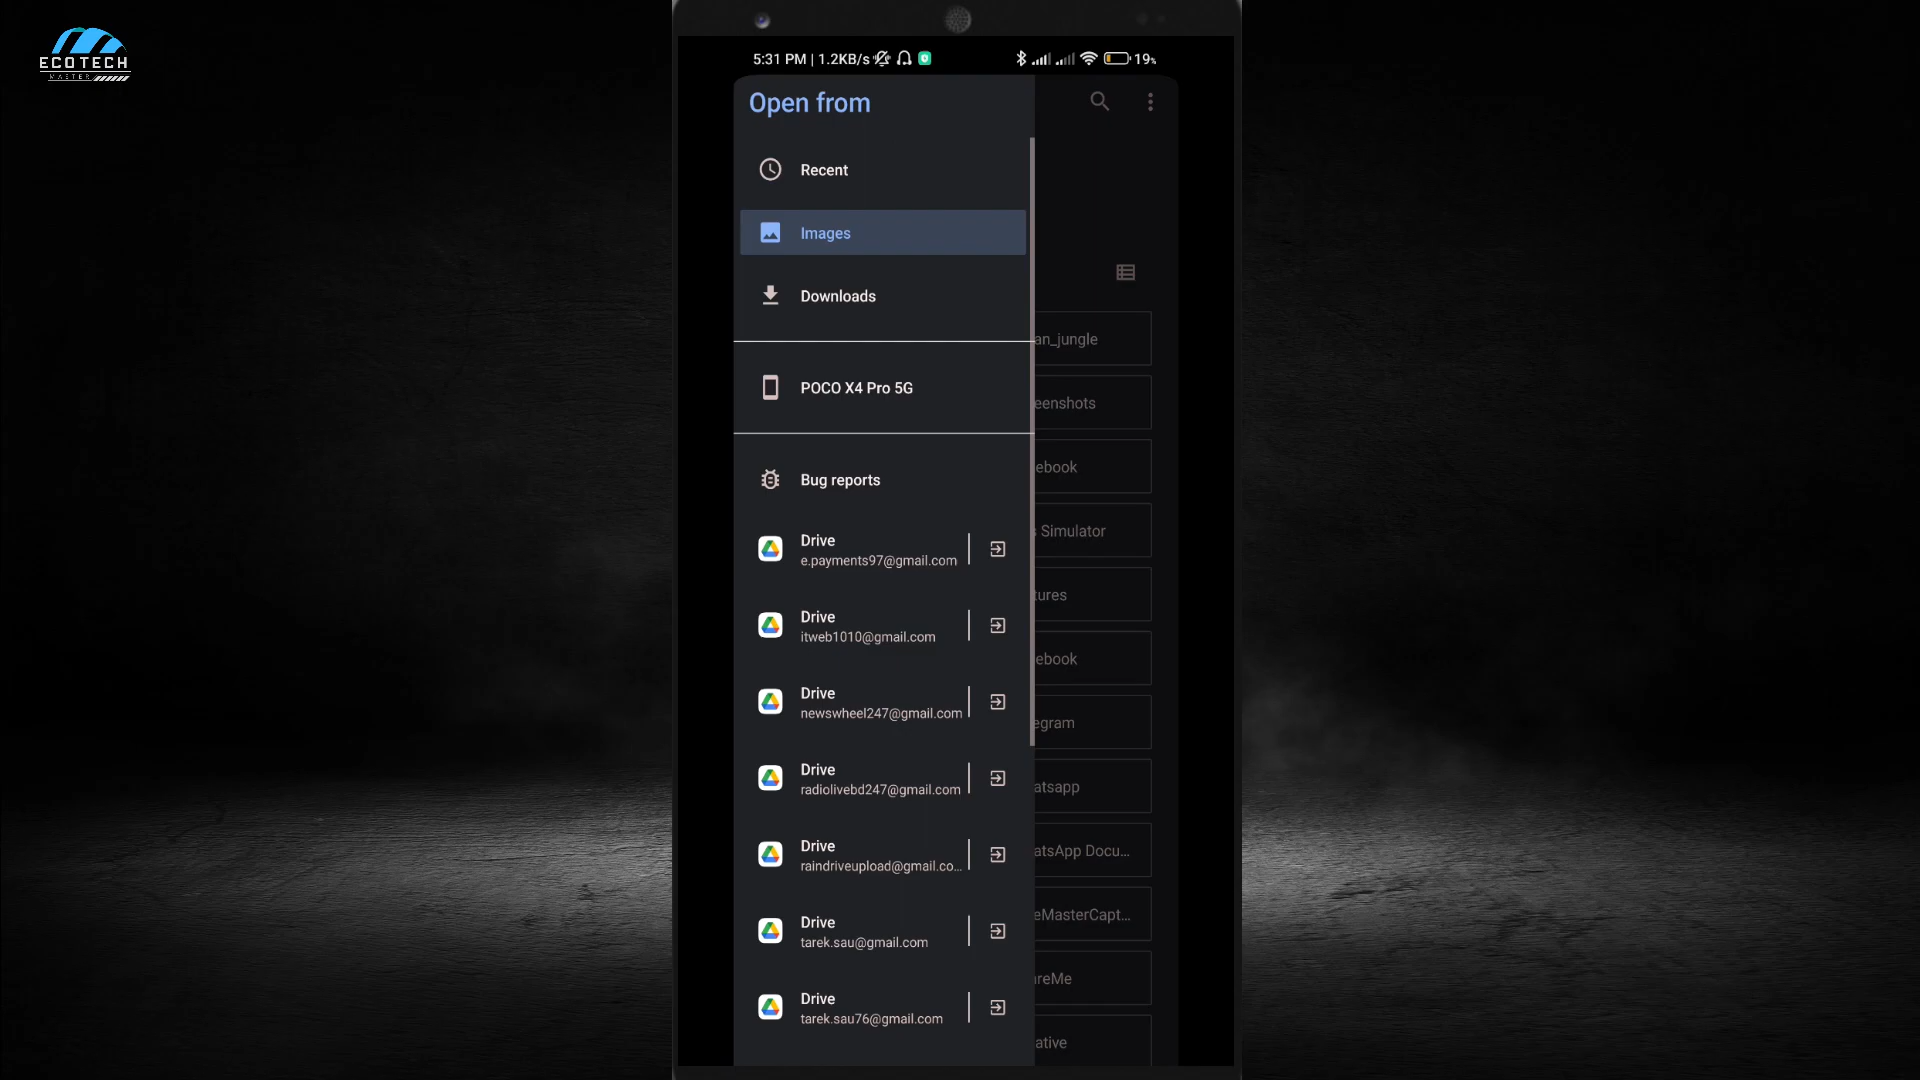 ECOTECH
MASTER
5:31 PM | 1.2KB/s
19%
Open from
Recent
Images
Downloads
an_jungle
POCO X4 Pro 5G
eenshots
ebook
Bug reports
Simulator
Drive
e.payments97@gmail.com
tures
Drive
itweb1010@gmail.com
ebook
Drive
newswheel247@gmail.com
egram
Drive
radiolivebd247@gmail.com
atsapp
Drive
raindriveupload@gmail.co...
atsApp Docu...
Drive
tarek.sau@gmail.com
eMasterCapt...
reMe
Drive
tarek.sau76@gmail.com
ative